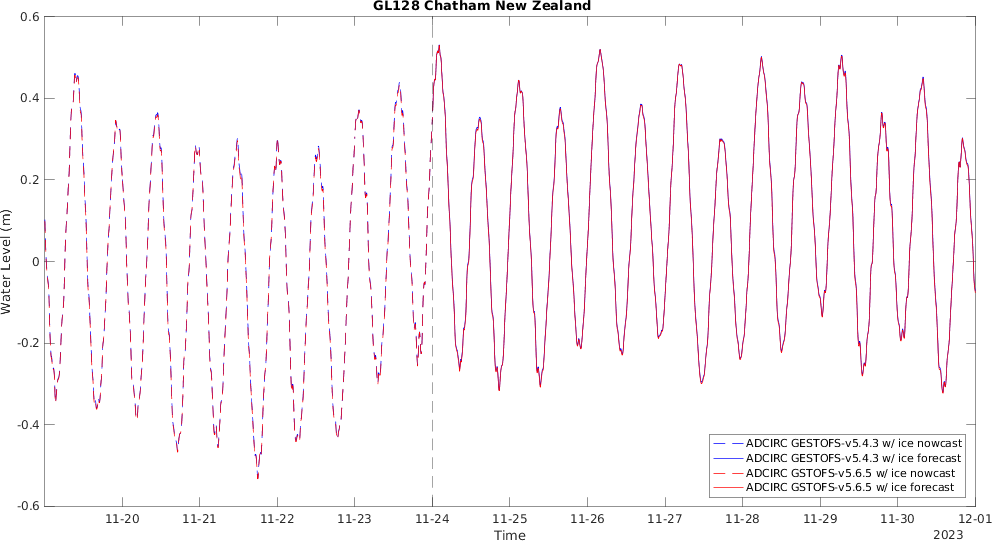 GL128 Chatham New Zealand
0.6
0.4
0.2
0
-0.2
-0.4
-0.6
Water Level (m)
ADCIRC GESTOFS-v5.4.3 w/ ice nowcast
ADCIRC GESTOFS-v5.4.3 w/ ice forecast
ADCIRC GSTOFS-v5.6.5 w/ ice nowcast
ADCIRC GSTOFS-v5.6.5 w/ ice forecast
11-20 11-21 11-22 11-23 11-24 11-25 11-26 11-27 11-28 11-29 11-30 12-01
Time
2023